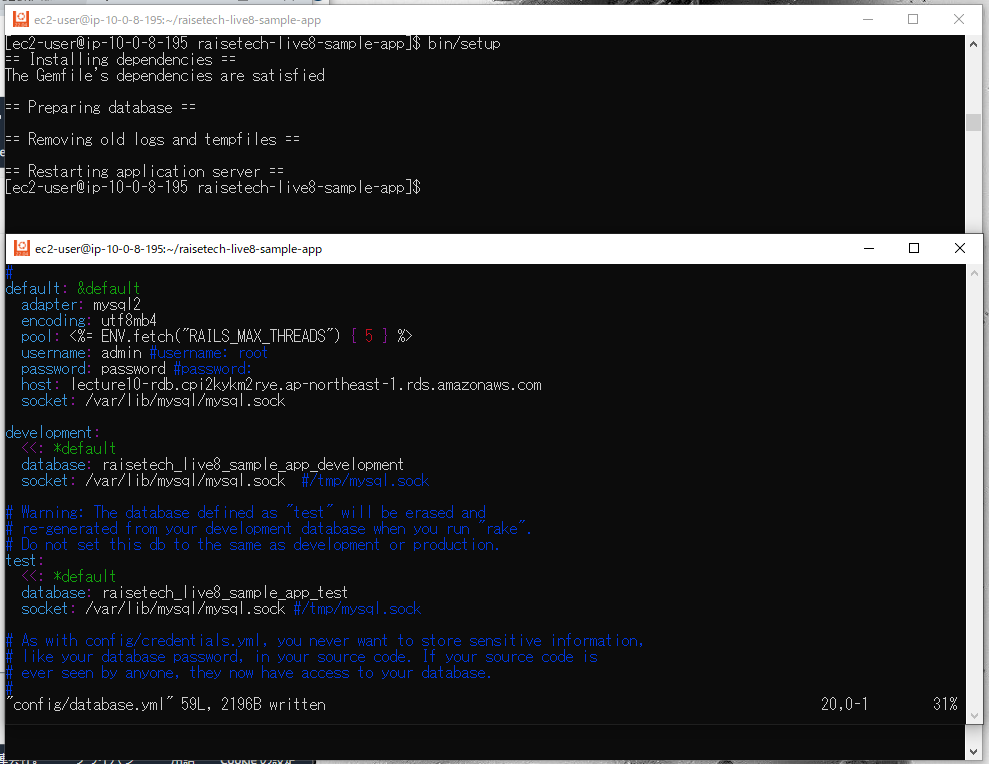 ec2-user@ip-10-0-8-195:~/raisetech-live8-sample-app
[ec2-user@ip-10-0-8-195 raisetech-live8-sample-app]$ bin/setup
== Installing dependencies ==
The Gemfile's dependencies are satisfied
== Preparing database ==
== Removing old logs and tempfiles ==
== Restarting application server ==
[ec2-user@ip-10-0-8-195 raisetech-live8-sample-app]$
ec2-user@ip-10-0-8-195:~/raisetech-live8-sample-app
#
default: &default
  adapter: mysql2
  encoding: utf8mb4
  pool: <%= ENV.fetch("RAILS_MAX_THREADS") { 5 } %>
  username: admin #username: root
  password: password #password:
  host: lecture10-rdb.cpi2kykm2rye.ap-northeast-1.rds.amazonaws.com
  socket: /var/lib/mysql/mysql.sock
development:
  <<: *default
  database: raisetech_live8_sample_app_development
  socket: /var/lib/mysql/mysql.sock  #/tmp/mysql.sock
# Warning: The database defined as "test" will be erased and
# re-generated from your development database when you run "rake".
# Do not set this db to the same as development or production.
test:
  <<: *default
  database: raisetech_live8_sample_app_test
  socket: /var/lib/mysql/mysql.sock #/tmp/mysql.sock
# As with config/credentials.yml, you never want to store sensitive information,
# like your database password, in your source code. If your source code is
# ever seen by anyone, they now have access to your database.
#
"config/database.yml" 59L, 2196B written 20,0-1 31%